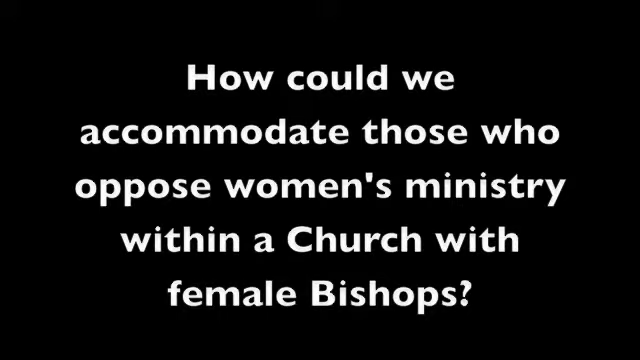 How could we
accommodate those who
oppose women's ministry
within a Church with
female Bishops?